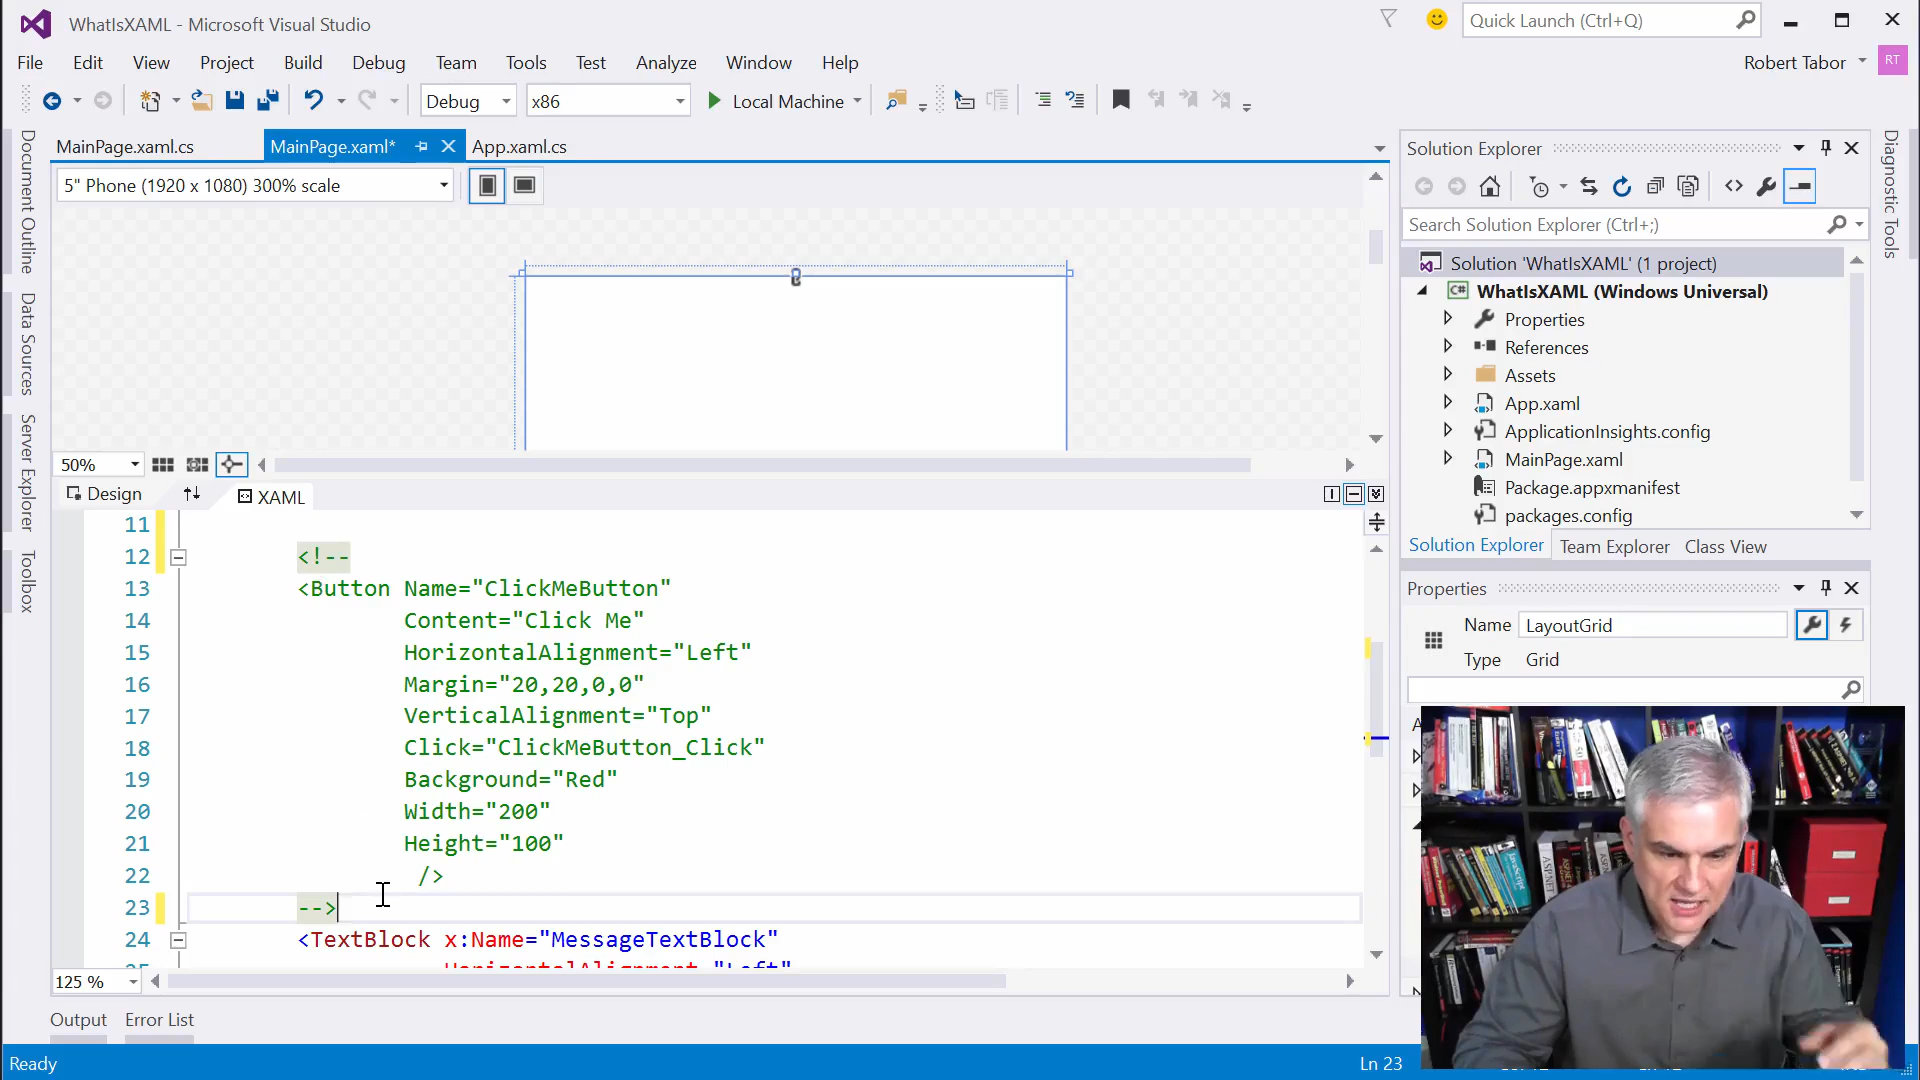 WhatIsXAML - Microsoft Visual Studio
Quick Launch (Ctrl+Q)
File Edit View Project Build Debug Team Tools Test Analyze Window Help
Robert Tabor RT
Debug x86 Local Machine
MainPage.xaml.cs MainPage.xaml* App.xaml.cs
5" Phone (1920 x 1080) 300% scale
Document Outline
Data Sources
Server Explorer
Toolbox
50%
Design XAML
11
12 <!--
13 <Button Name="ClickMeButton"
14 Content="Click Me"
15 HorizontalAlignment="Left"
16 Margin="20,20,0,0"
17 VerticalAlignment="Top"
18 Click="ClickMeButton_Click"
19 Background="Red"
20 Width="200"
21 Height="100"
22 />
23 -->
24 <TextBlock x:Name="MessageTextBlock"
HorizontalAlignment="Left"
125 %
Output Error List
Ready Ln 23
Solution Explorer
Search Solution Explorer (Ctrl+;)
Solution 'WhatIsXAML' (1 project)
C# WhatIsXAML (Windows Universal)
Properties
References
Assets
App.xaml
ApplicationInsights.config
MainPage.xaml
Package.appxmanifest
packages.config
Solution Explorer Team Explorer Class View
Properties
Name LayoutGrid
Type Grid
Diagnostic Tools